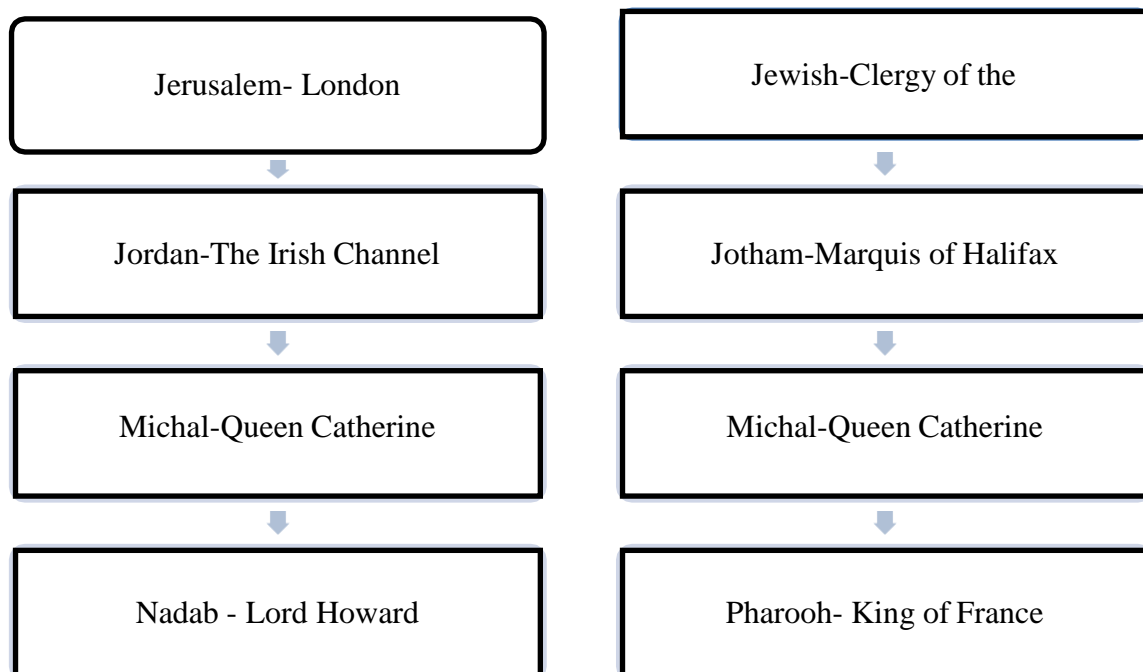 Jerusalem- London
Jordan-The Irish Channel
Michal-Queen Catherine
Nadab - Lord Howard
Jewish-Clergy of the
Jotham-Marquis of Halifax
Michal-Queen Catherine
Pharooh- King of France